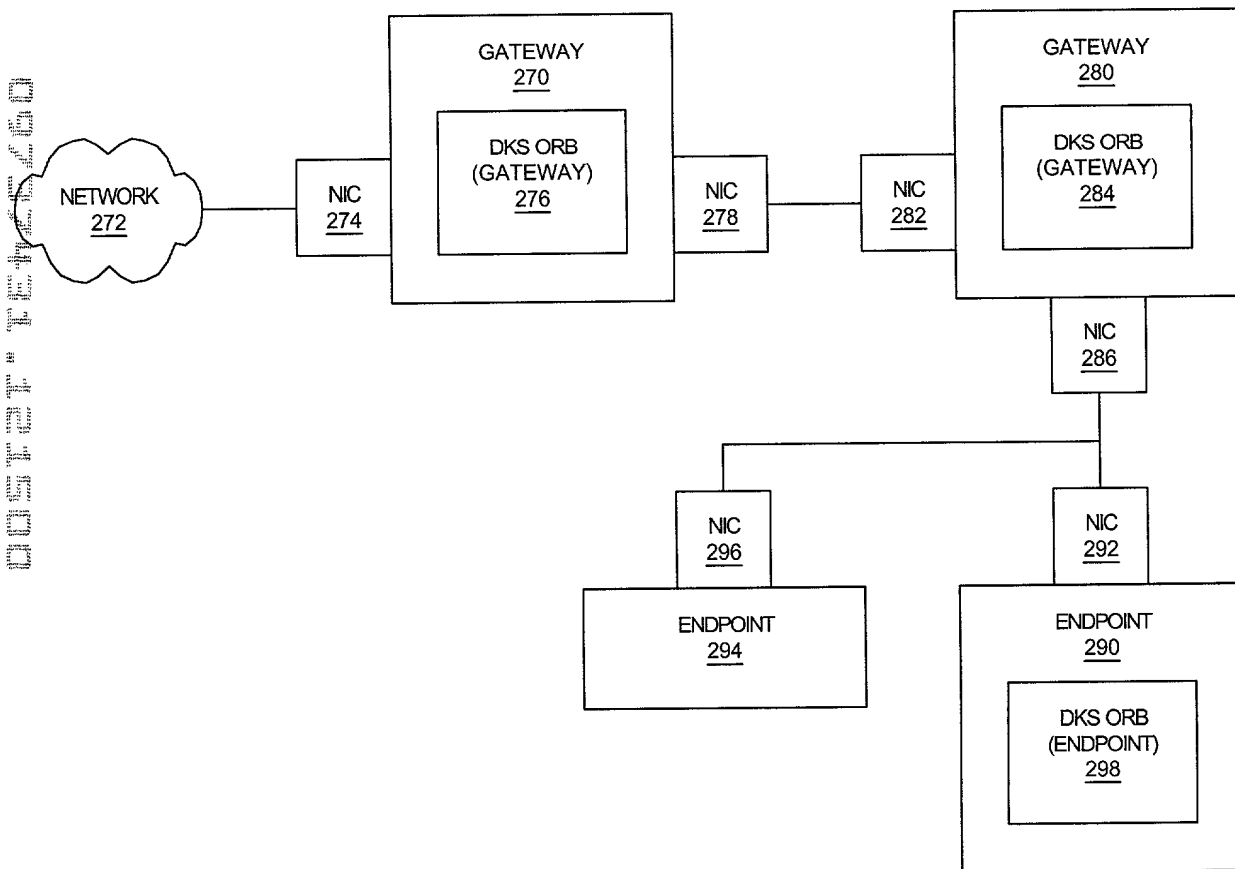 GATEWAY
270
DKS ORB
(GATEWAY)
276
NETWORK
272
NIC
274
NIC
278
NIC
282
GATEWAY
280
DKS ORB
(GATEWAY)
284
NIC
286
NIC
296
NIC
292
ENDPOINT
294
ENDPOINT
290
DKS ORB
(ENDPOINT)
298